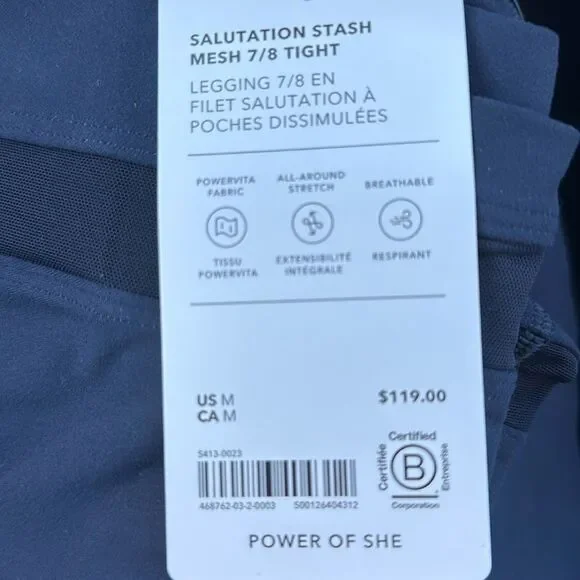 SALUTATION STASH
MESH 7/8 TIGHT
LEGGING 7/8 EN
FILET SALUTATION À
POCHES DISSIMULÉES
POWERVITA
FABRIC
ALL-AROUND
STRETCH
BREATHABLE
TISSU
POWERVITA
EXTENSIBILITÉ
INTÉGRALE
RESPIRANT
US M
CA M
$119.00
S413-0023
468762-03-2-0003 S00126404312
Certified
Certifiée
B
Entreprise
Corporation
POWER OF SHE